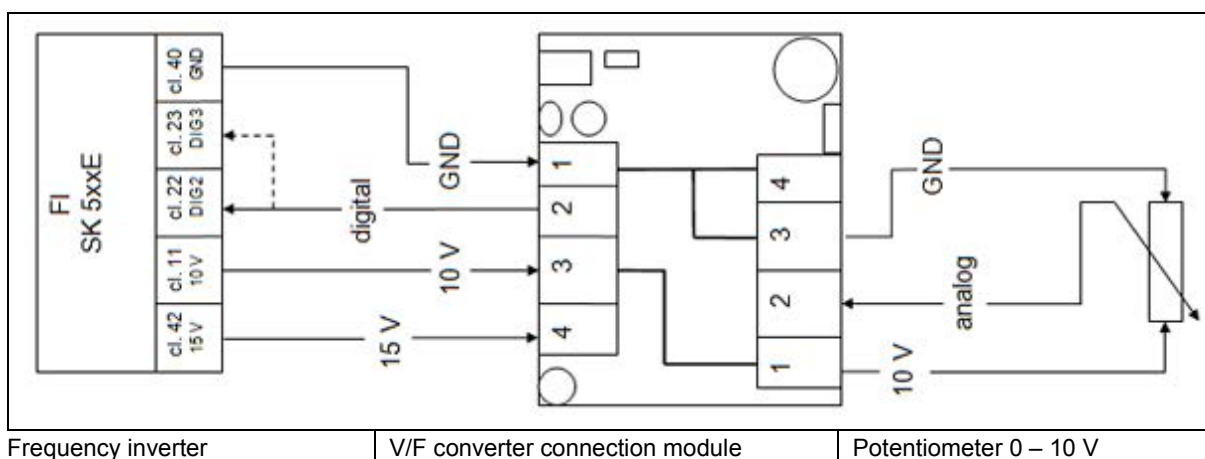 FI
SK 5xxE
cl. 40
GND
cl. 23
DIG3
cl. 22
DIG2
cl. 11
10 V
cl. 42
15 V
GND
digital
10 V
15 V
1
2
3
4
4
3
2
1
GND
analog
10 V
Frequency inverter
V/F converter connection module
Potentiometer 0 – 10 V